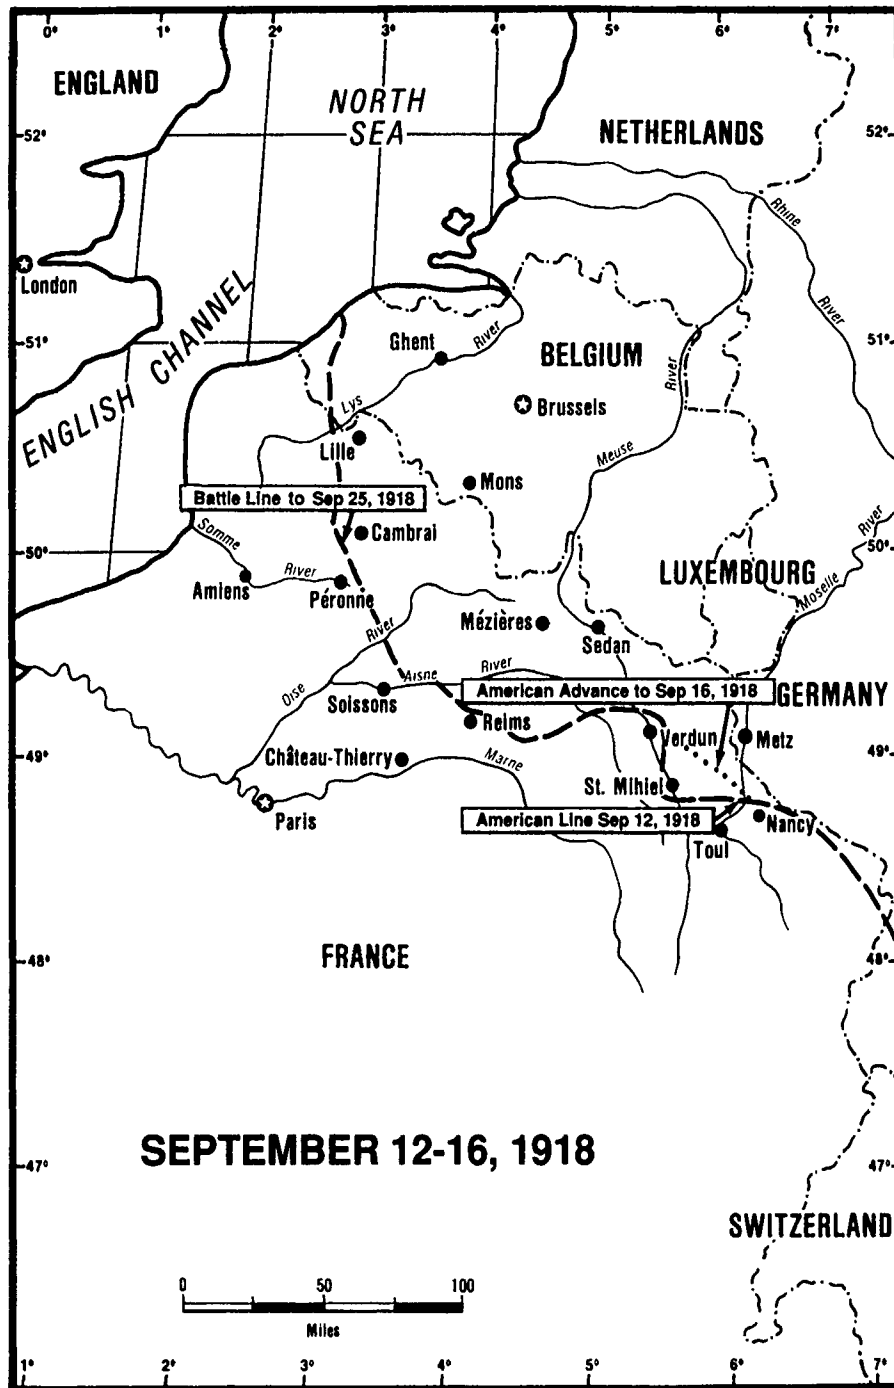 0° 2° 3° 4° 5° 6° 7°
ENGLAND
NORTH
SEA
NETHERLANDS
52° 52°
Rhine
River
London
ENGLISH CHANNEL
51° 51°
Ghent
River
Lys
BELGIUM
River
Brussels
Lille
Meuse
Mons
Battle Line to Sep 25, 1918
Cambrai
River
50° 50°
Somme
River
Amiens
Péronne
LUXEMBOURG
Moselle
Mézières
Sedan
River
Oise
Aisne
River
Soissons
American Advance to Sep 16, 1918
GERMANY
Reims
Verdun
Metz
49° 49°
Château-Thierry
Marne
St. Mihiel
Paris
American Line Sep 12, 1918
Nancy
Toul
FRANCE
48° 48°
SEPTEMBER 12-16, 1918
47° 47°
SWITZERLAND
0 50 100
Miles
1° 2° 3° 4° 5° 6° 7°